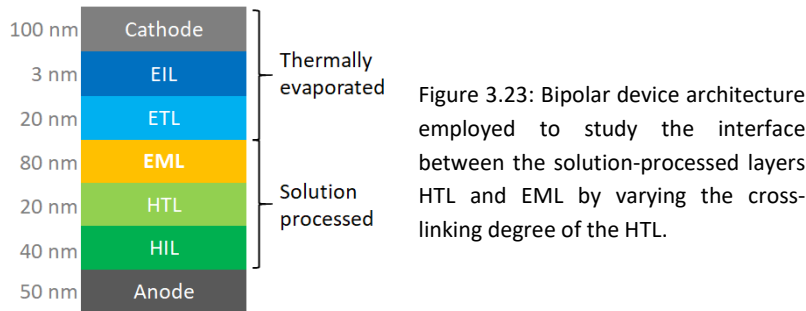 100 nm Cathode
3 nm EIL
20 nm ETL
80 nm EML
20 nm HTL
40 nm HIL
50 nm Anode
Thermally
evaporated
Solution
processed
Figure 3.23: Bipolar device architecture
employed to study the interface
between the solution-processed layers
HTL and EML by varying the cross-
linking degree of the HTL.